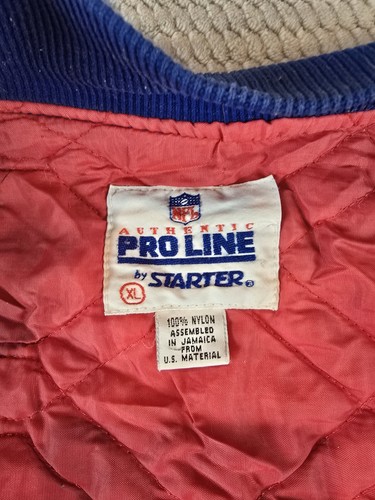 NFL
AUTHENTIC
PRO LINE
by STARTER®
XL
100% NYLON
ASSEMBLED
IN JAMAICA
FROM
U.S. MATERIAL